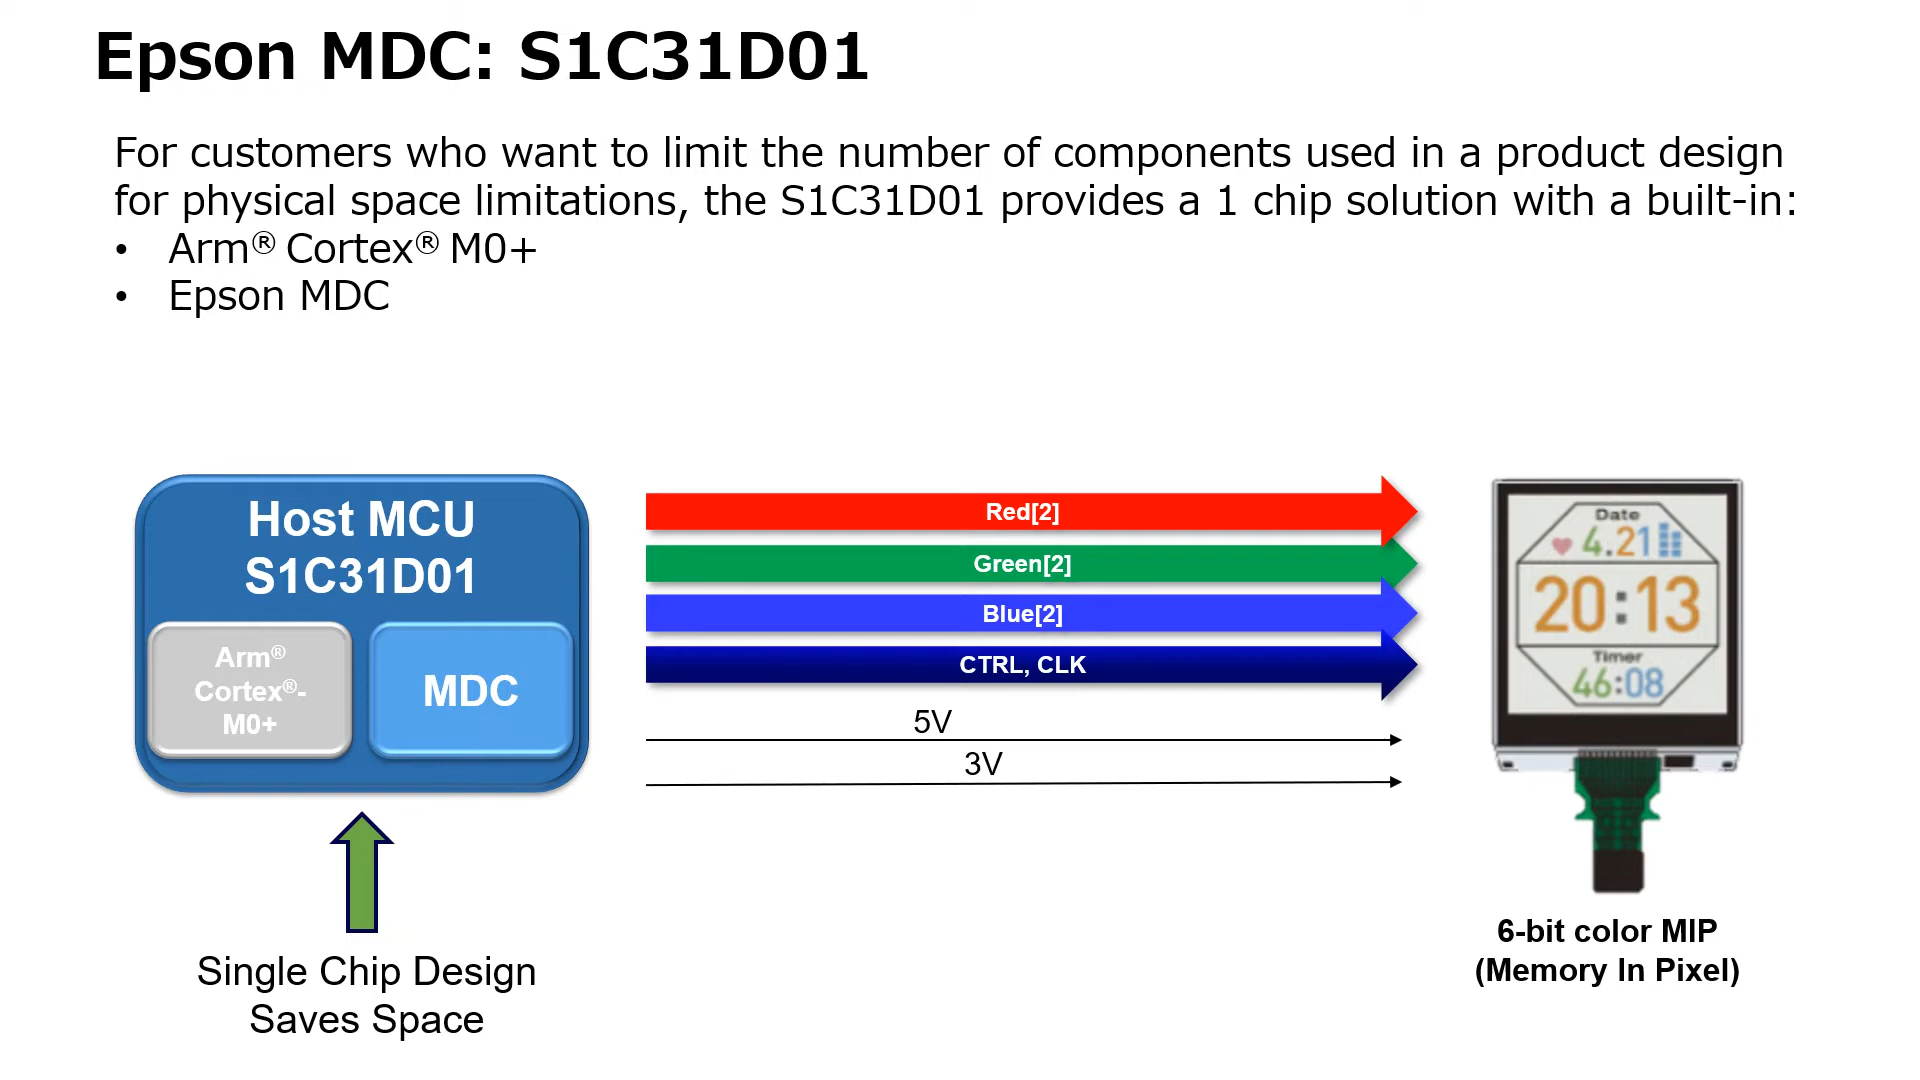 Epson MDC: S1C31D01
For customers who want to limit the number of components used in a product design
for physical space limitations, the S1C31D01 provides a 1 chip solution with a built-in:
• Arm® Cortex® M0+
• Epson MDC
Host MCU
S1C31D01
Arm®
Cortex®-
M0+
MDC
Red[2]
Green[2]
Blue[2]
CTRL, CLK
5V
3V
Date
4.21
20:13
Timer
46:08
Single Chip Design
Saves Space
6-bit color MIP
(Memory In Pixel)